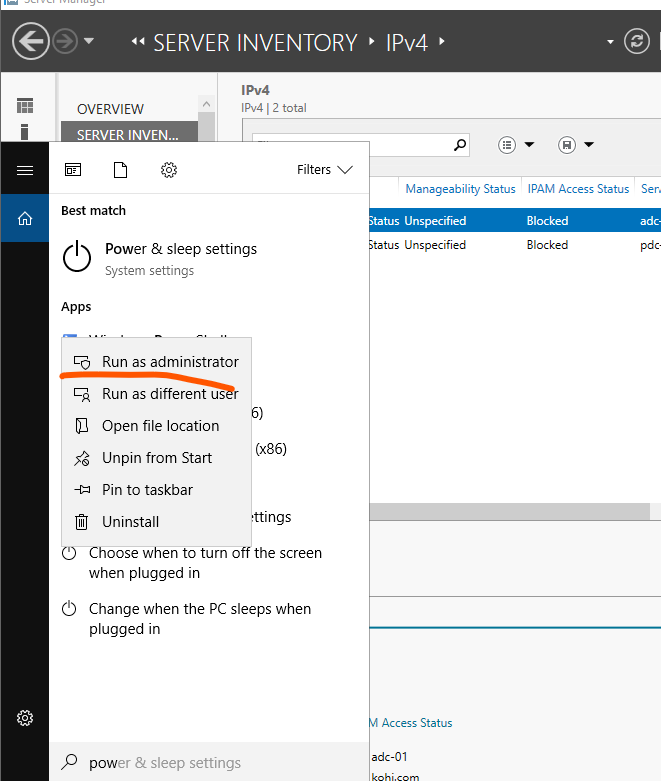 Server Manager
SERVER INVENTORY
IPv4
OVERVIEW
SERVER INVEN...
IPv4
IPv4 | 2 total
Manageability Status
IPAM Access Status
Serv
Status
Unspecified
Blocked
adc-
Status
Unspecified
Blocked
pdc-
Filters
Best match
Power & sleep settings
System settings
Apps
Run as administrator
Run as different user
Open file location
Unpin from Start
Pin to taskbar
Uninstall
6)
(x86)
ettings
Choose when to turn off the screen
when plugged in
Change when the PC sleeps when
plugged in
M Access Status
adc-01
kohi.com
power & sleep settings